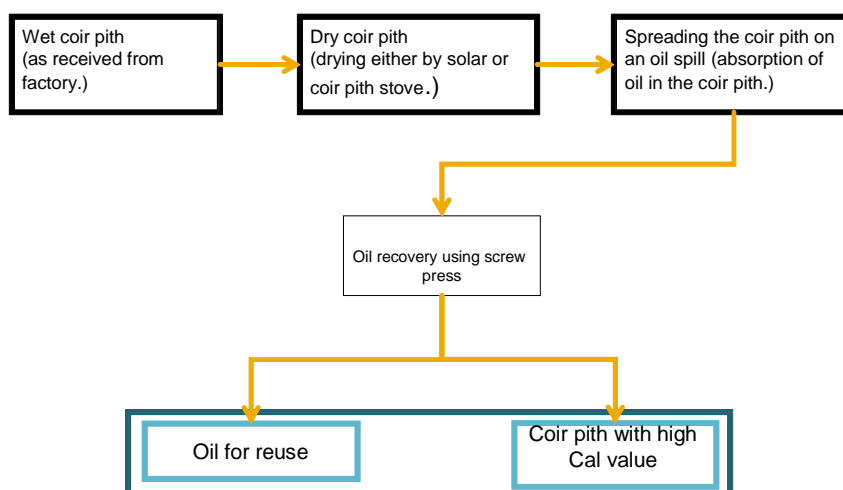 Wet coir pith
(as received from
factory.)
Dry coir pith
(drying either by solar or
coir pith stove.)
Spreading the coir pith on
an oil spill (absorption of
oil in the coir pith.)
Oil recovery using screw
press
Oil for reuse
Coir pith with high
Cal value